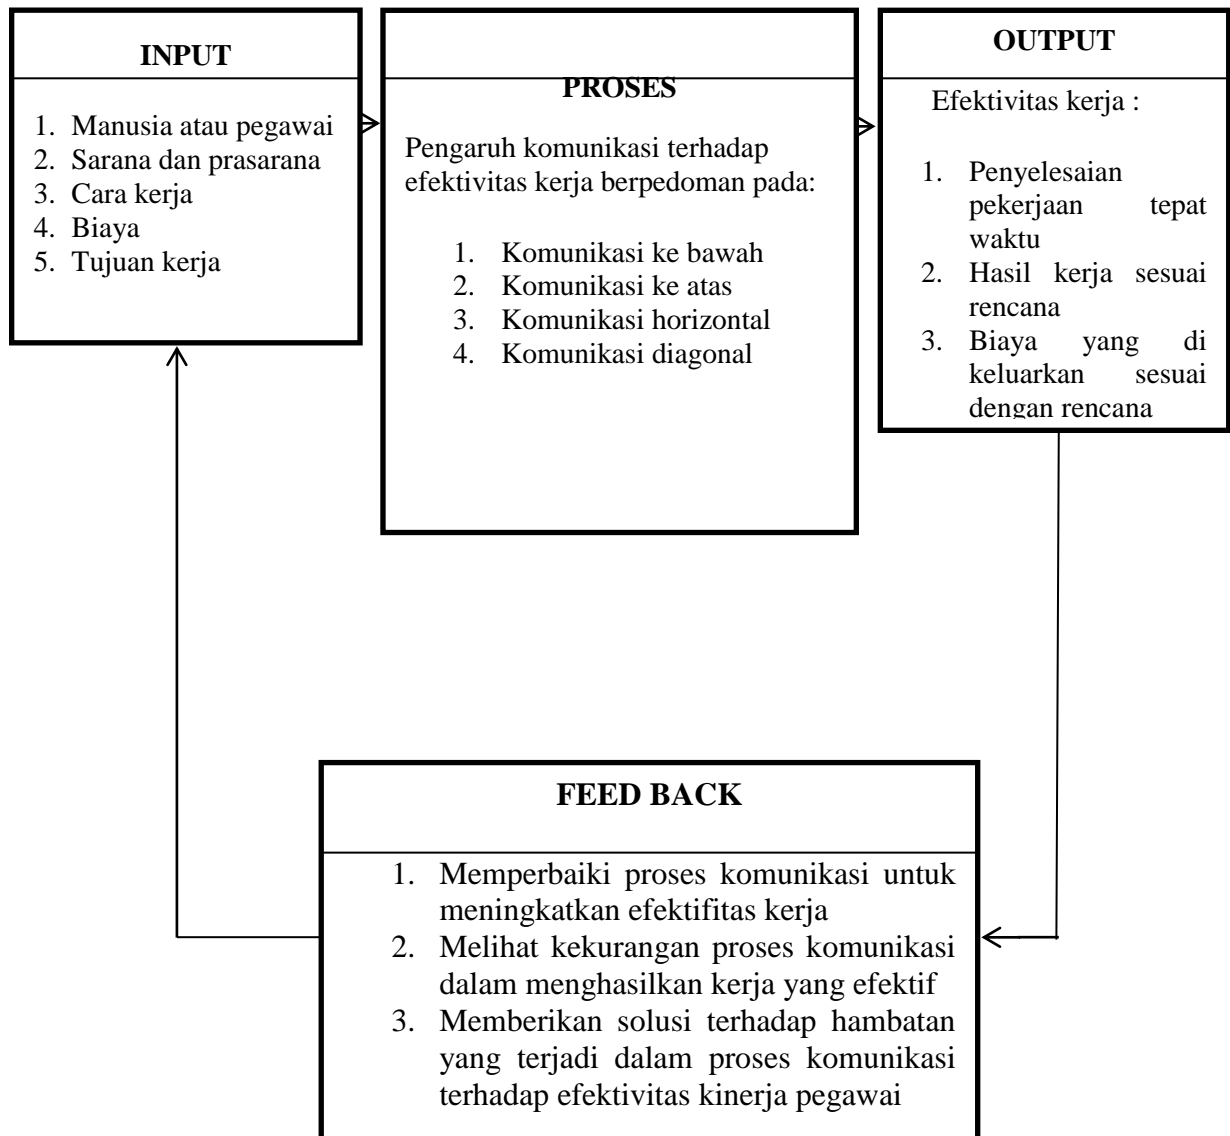 INPUT
1. Manusia atau pegawai
2. Sarana dan prasarana
3. Cara kerja
4. Biaya
5. Tujuan kerja
PROSES
Pengaruh komunikasi terhadap
efektivitas kerja berpedoman pada:
1. Komunikasi ke bawah
2. Komunikasi ke atas
3. Komunikasi horizontal
4. Komunikasi diagonal
OUTPUT
Efektivitas kerja :
1. Penyelesaian
pekerjaan tepat
waktu
2. Hasil kerja sesuai
rencana
3. Biaya yang di
keluarkan sesuai
dengan rencana
FEED BACK
1. Memperbaiki proses komunikasi untuk
meningkatkan efektifitas kerja
2. Melihat kekurangan proses komunikasi
dalam menghasilkan kerja yang efektif
3. Memberikan solusi terhadap hambatan
yang terjadi dalam proses komunikasi
terhadap efektivitas kinerja pegawai